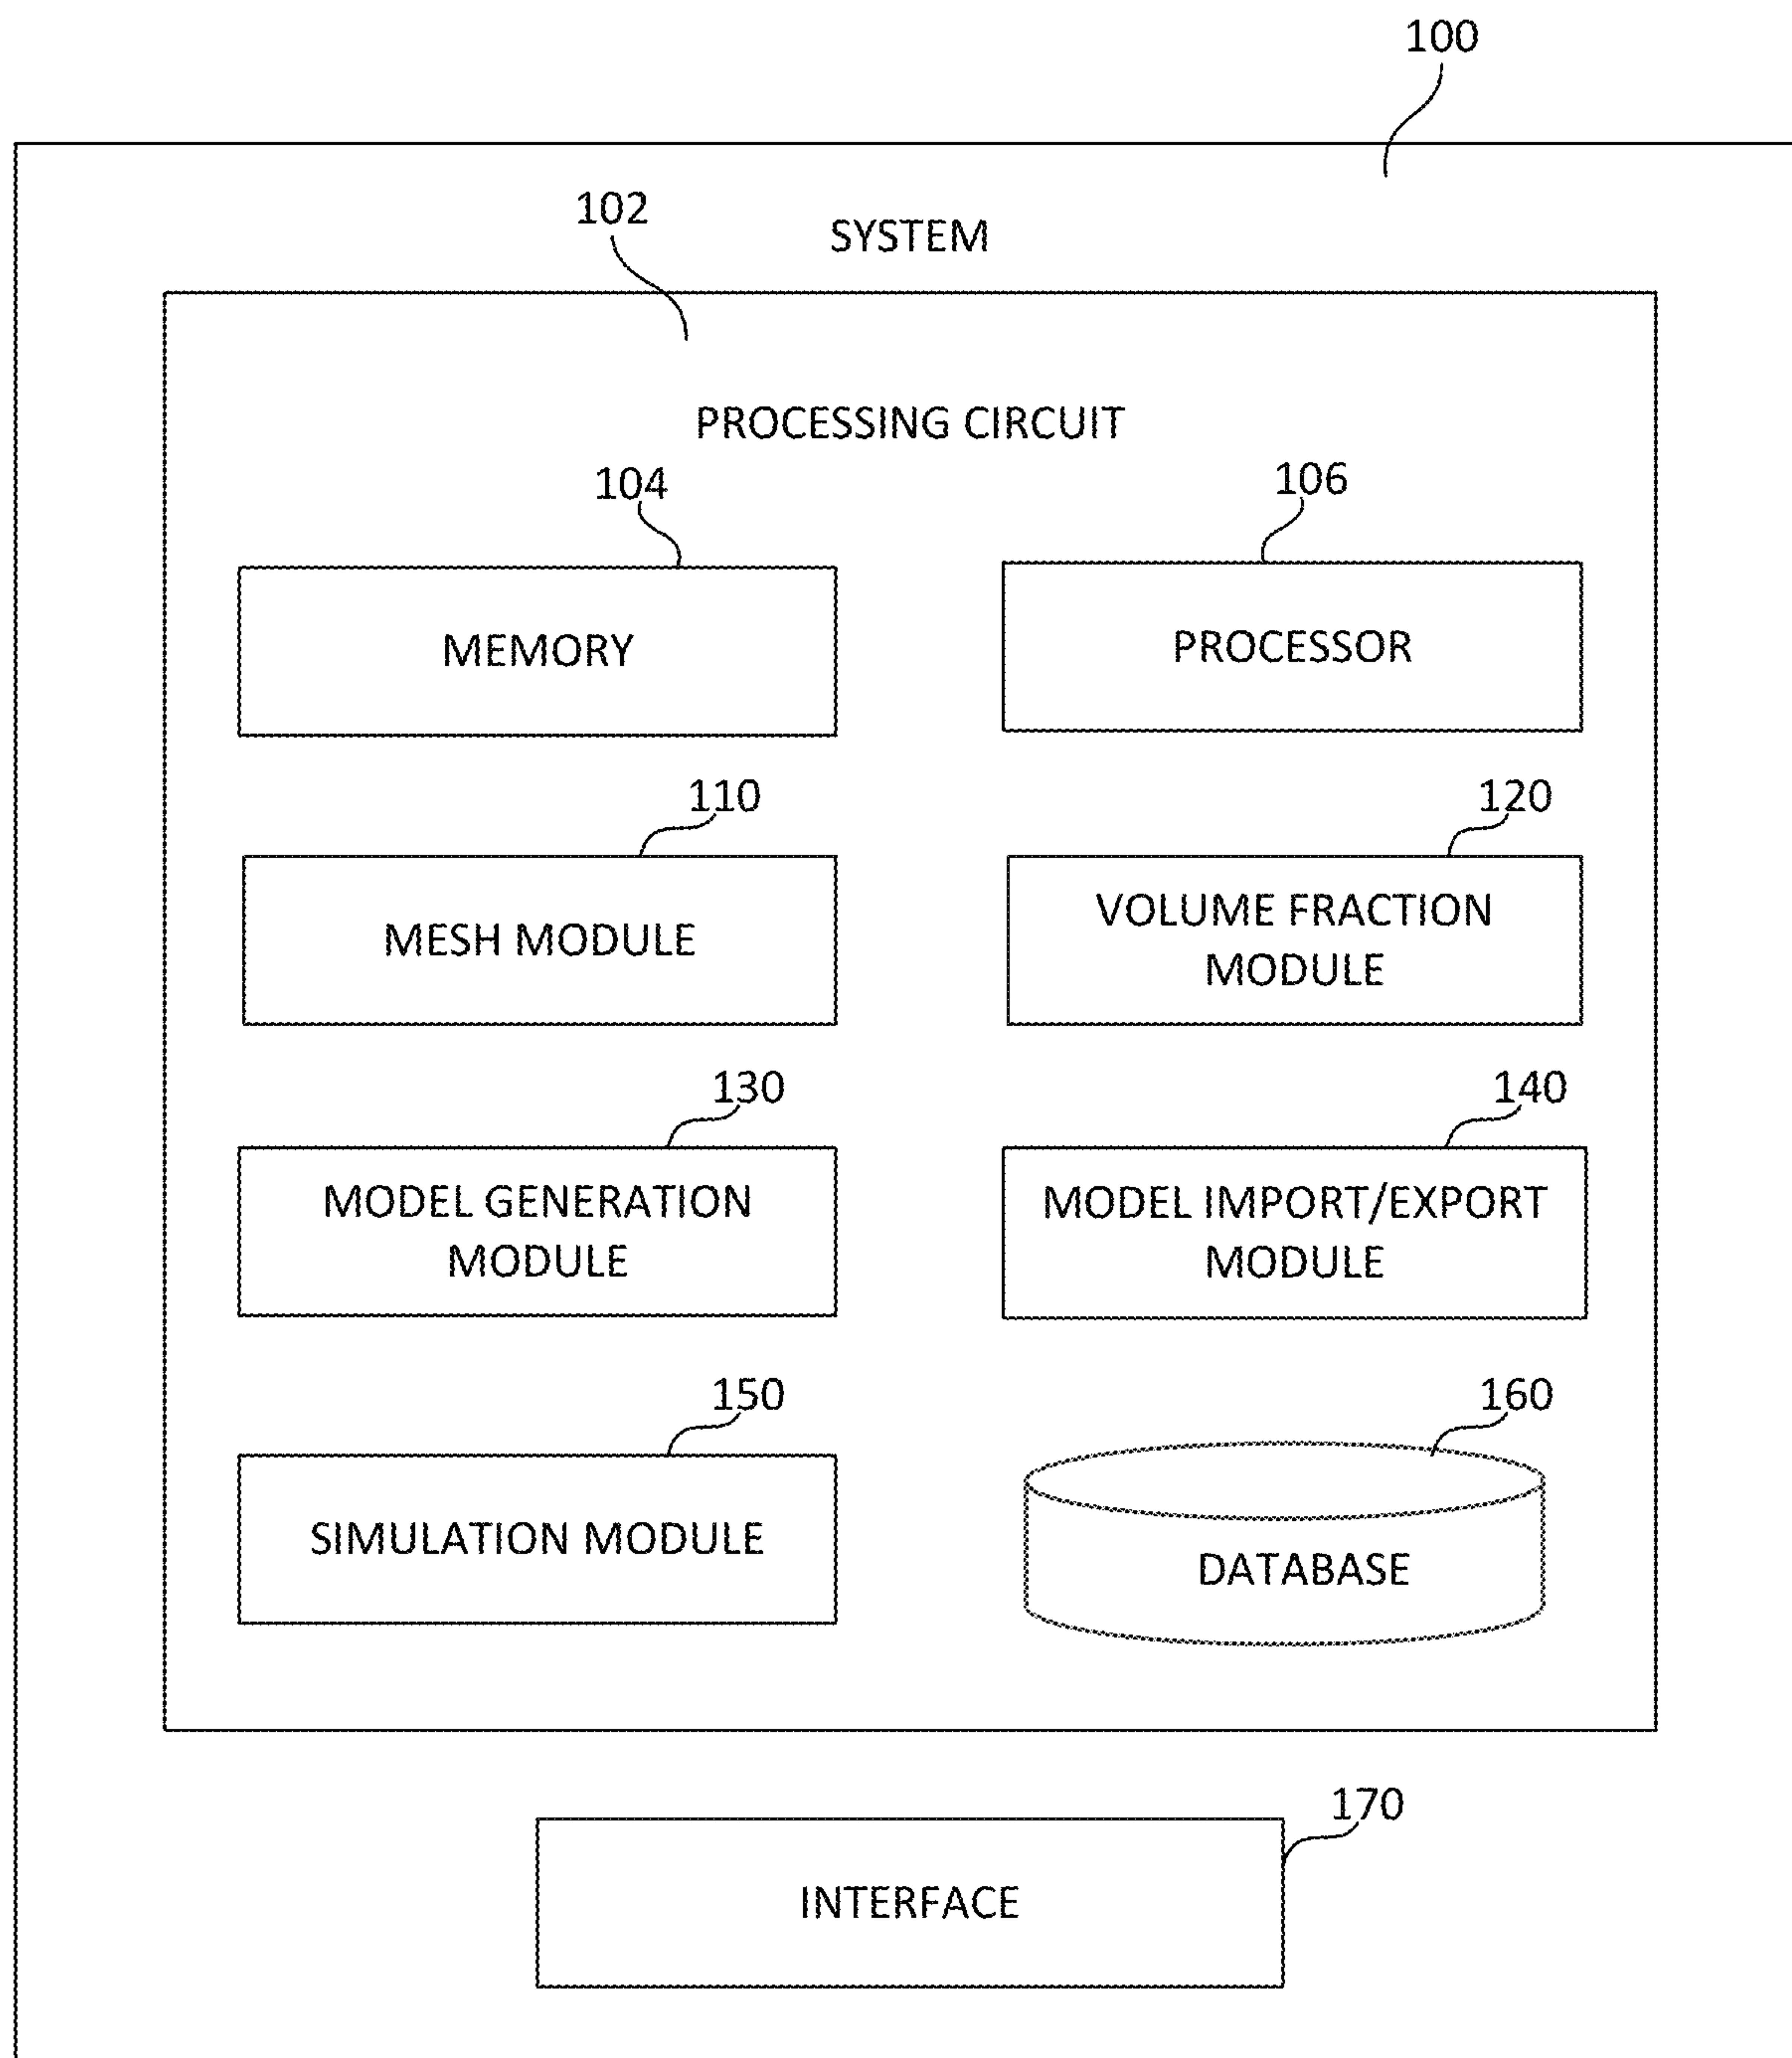 100
102
SYSTEM
PROCESSING CIRCUIT
104
106
MEMORY
PROCESSOR
110
120
MESH MODULE
VOLUME FRACTION
MODULE
130
140
MODEL GENERATION
MODULE
MODEL IMPORT/EXPORT
MODULE
150
160
SIMULATION MODULE
DATABASE
170
INTERFACE